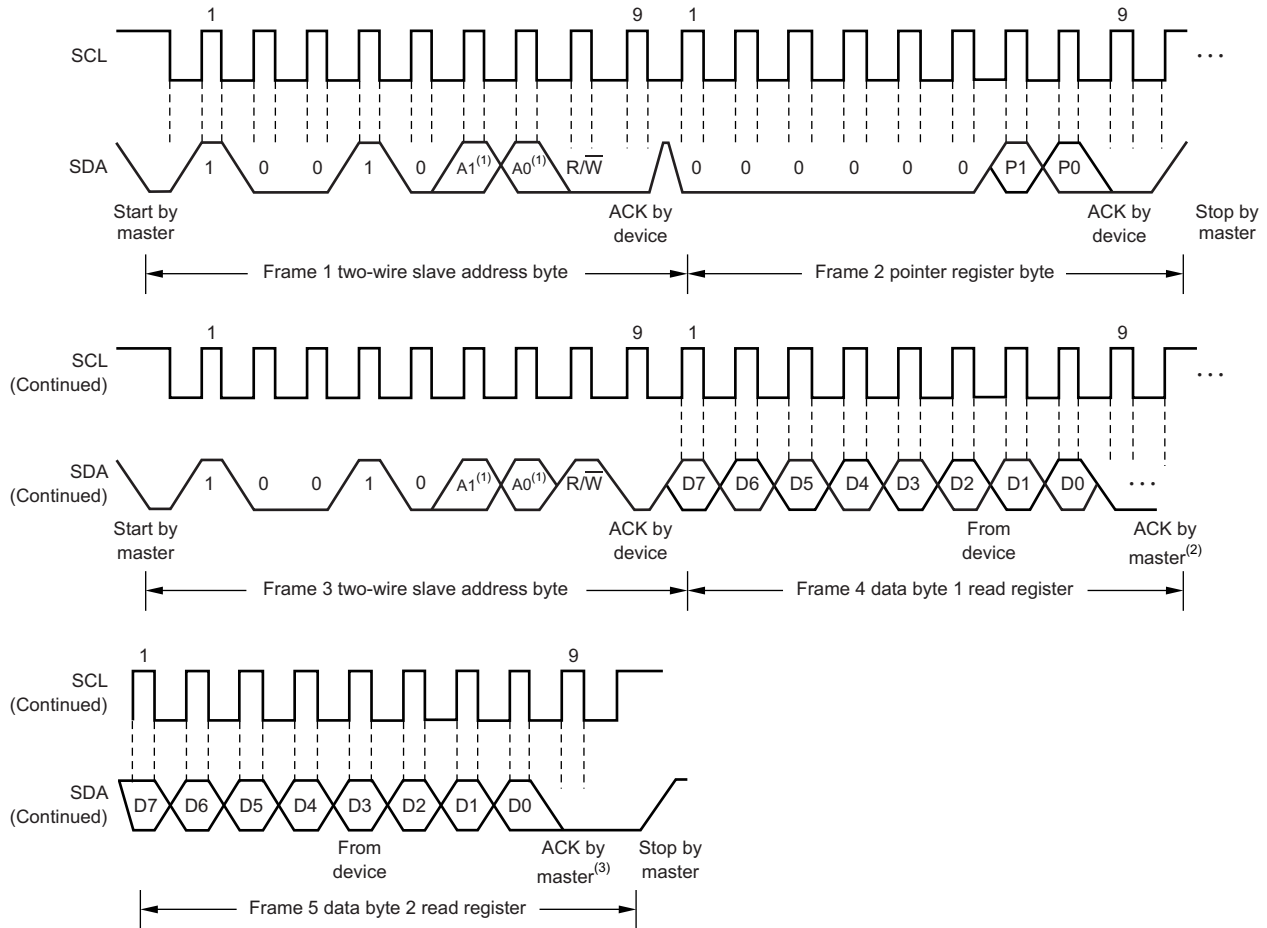 1 9 1 9
SCL
...
SDA
1 0 0 1 0 A1(1) A0(1) R/W 0 0 0 0 0 0 P1 P0
Start by
master
ACK by
device
ACK by
device
Stop by
master
Frame 1 two-wire slave address byte
Frame 2 pointer register byte
1 9 1 9
SCL
(Continued)
...
SDA
(Continued)
1 0 0 1 0 A1(1) A0(1) R/W D7 D6 D5 D4 D3 D2 D1 D0 ...
Start by
master
ACK by
device
From
device
ACK by
master(2)
Frame 3 two-wire slave address byte
Frame 4 data byte 1 read register
1 9
SCL
(Continued)
SDA
(Continued)
D7 D6 D5 D4 D3 D2 D1 D0
From
device
ACK by
master(3)
Stop by
master
Frame 5 data byte 2 read register